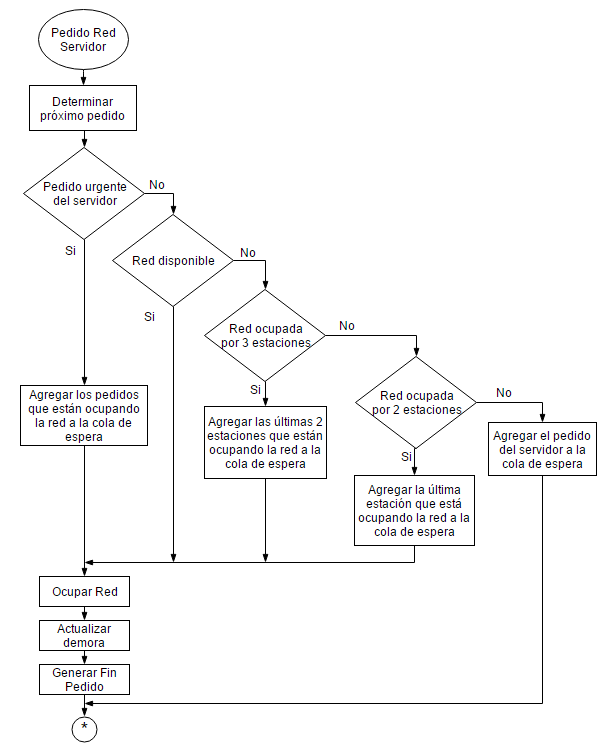 Pedido Red
Servidor
Determinar
próximo pedido
Pedido urgente
del servidor
No
Si
Red disponible
No
Si
Red ocupada
por 3 estaciones
No
Si
Red ocupada
por 2 estaciones
No
Si
Agregar los pedidos
que están ocupando
la red a la cola de
espera
Agregar las últimas 2
estaciones que están
ocupando la red a la
cola de espera
Agregar la última
estación que está
ocupando la red a la
cola de espera
Agregar el pedido
del servidor a la
cola de espera
Ocupar Red
Actualizar
demora
Generar Fin
Pedido
*